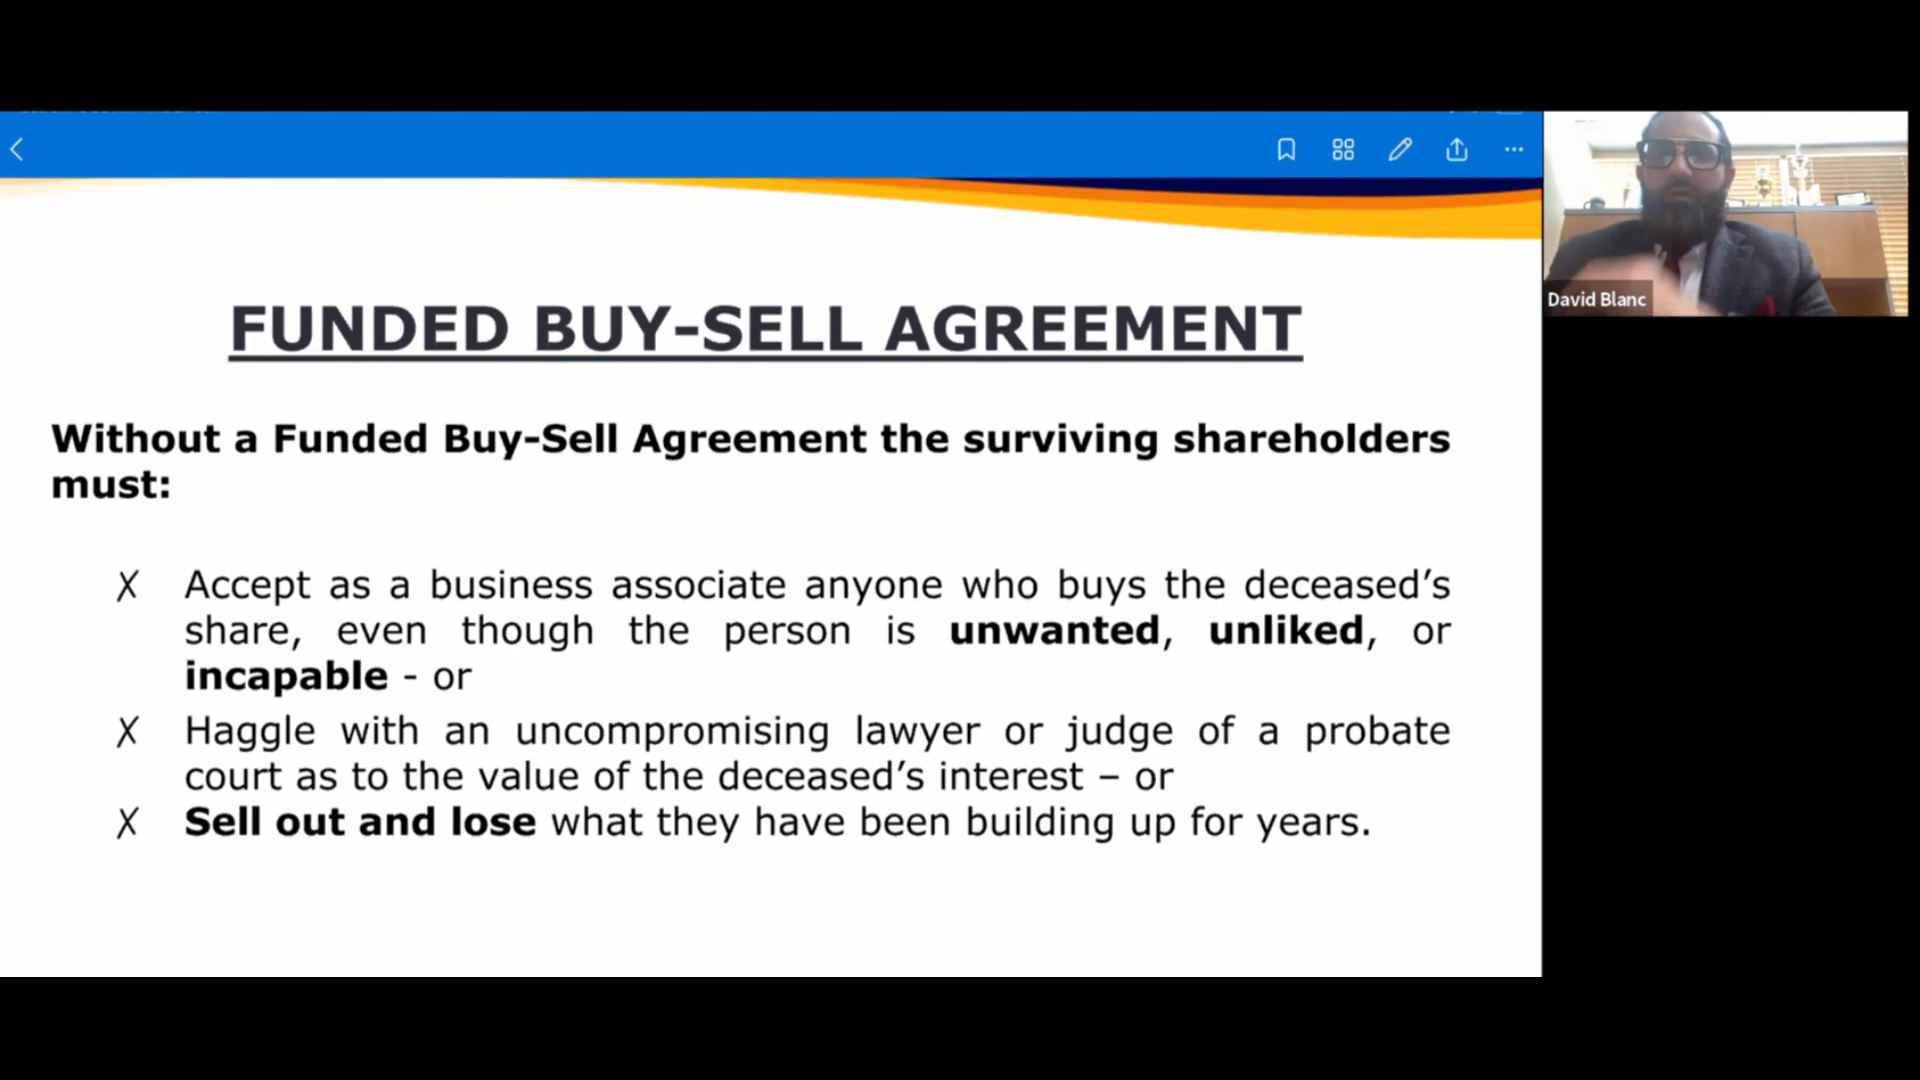 FUNDED BUY-SELL AGREEMENT
Without a Funded Buy-Sell Agreement the surviving shareholders
must:
X Accept as a business associate anyone who buys the deceased’s
share, even though the person is unwanted, unliked, or
incapable - or
X Haggle with an uncompromising lawyer or judge of a probate
court as to the value of the deceased’s interest – or
X Sell out and lose what they have been building up for years.
David Blanc